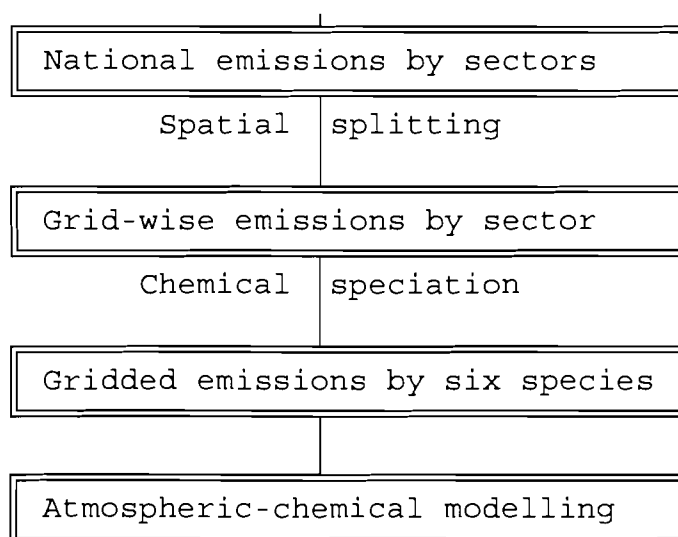 National emissions by sectors
Spatial splitting
Grid-wise emissions by sector
Chemical speciation
Gridded emissions by six species
Atmospheric-chemical modelling